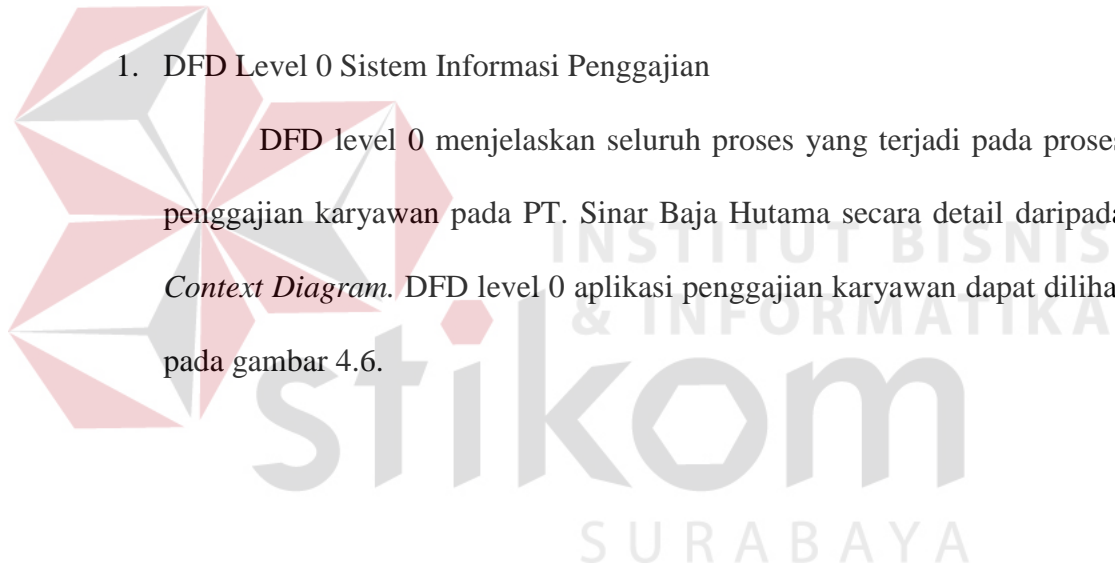 1. DFD Level 0 Sistem Informasi Penggajian
DFD level 0 menjelaskan seluruh proses yang terjadi pada proses
penggajian karyawan pada PT. Sinar Baja Hutama secara detail daripada
INSTITUT BISNIS
Context Diagram. DFD level 0 aplikasi penggajian karyawan dapat diliha
& INFORMATIKA
pada gambar 4.6.
stikom
SURABAYA